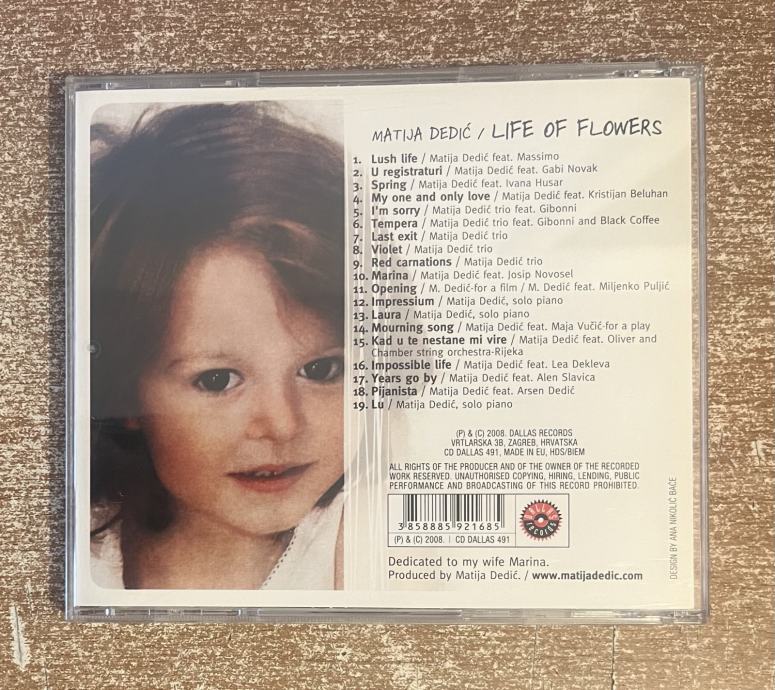 MATIJA DEDIĆ / LIFE OF FLOWERS
1. Lush life / Matija Dedić feat. Massimo
2. U registraturi / Matija Dedić feat. Gabi Novak
3. Spring / Matija Dedić feat. Ivana Husar
4. My one and only love / Matija Dedić feat. Kristijan Beluhan
5. I'm sorry / Matija Dedić trio feat. Gibonni
6. Tempera / Matija Dedić trio feat. Gibonni and Black Coffee
7. Last exit / Matija Dedić trio
8. Violet / Matija Dedić trio
9. Red carnations / Matija Dedić trio
10. Marina / Matija Dedić feat. Josip Novosel
11. Opening / M. Dedić-for a film / M. Dedić feat. Miljenko Puljić
12. Impressium / Matija Dedić, solo piano
13. Laura / Matija Dedić, solo piano
14. Mourning song / Matija Dedić feat. Maja Vučić-for a play
15. Kad u te nestane mi vire / Matija Dedić feat. Oliver and
Chamber string orchestra-Rijeka
16. Impossible life / Matija Dedić feat. Lea Dekleva
17. Years go by / Matija Dedić feat. Alen Slavica
18. Pijanista / Matija Dedić feat. Arsen Dedić
19. Lu / Matija Dedić, solo piano
(P) & (C) 2008. DALLAS RECORDS
VRTLARSKA 3B, ZAGREB, HRVATSKA
CD DALLAS 491, MADE IN EU, HDS/BIEM
ALL RIGHTS OF THE PRODUCER AND OF THE OWNER OF THE RECORDED
WORK RESERVED. UNAUTHORISED COPYING, HIRING, LENDING, PUBLIC
PERFORMANCE AND BROADCASTING OF THIS RECORD PROHIBITED.
3 858885 921685
DALLAS records
(P) & (C) 2008. | CD DALLAS 491
Dedicated to my wife Marina.
Produced by Matija Dedić. / www.matijadedic.com
DESIGN BY ANA NIKOLIĆ BAĆE